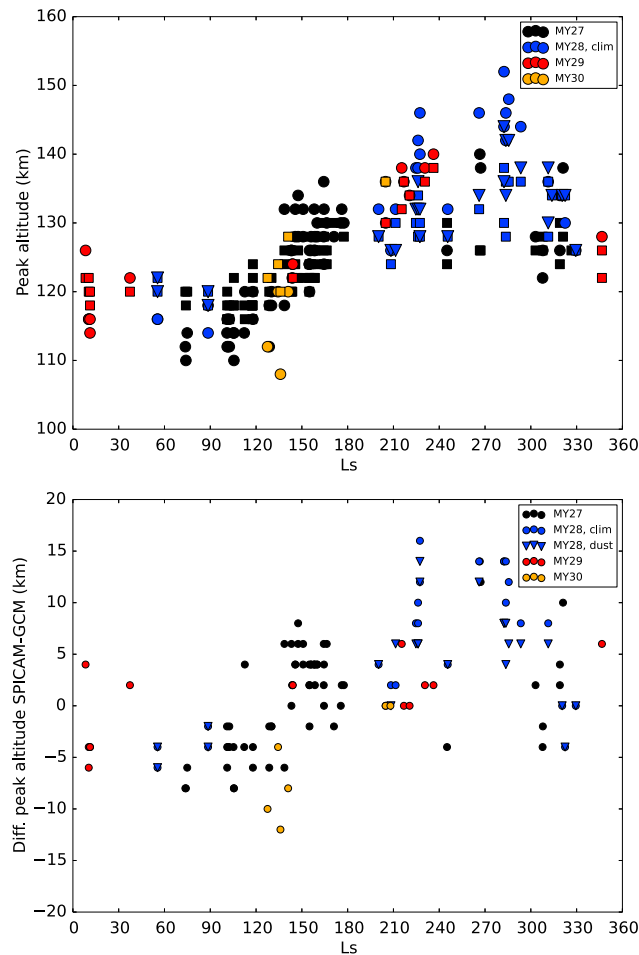 160
150
140
130
120
110
100
Peak altitude (km)
MY27
MY28, clim
MY29
MY30
0 30 60 90 120 150 180 210 240 270 300 330 360
Ls
20
15
10
5
0
−5
−10
−15
−20
Diff. peak altitude SPICAM-GCM (km)
MY27
MY28, clim
MY28, dust
MY29
MY30
0 30 60 90 120 150 180 210 240 270 300 330 360
Ls